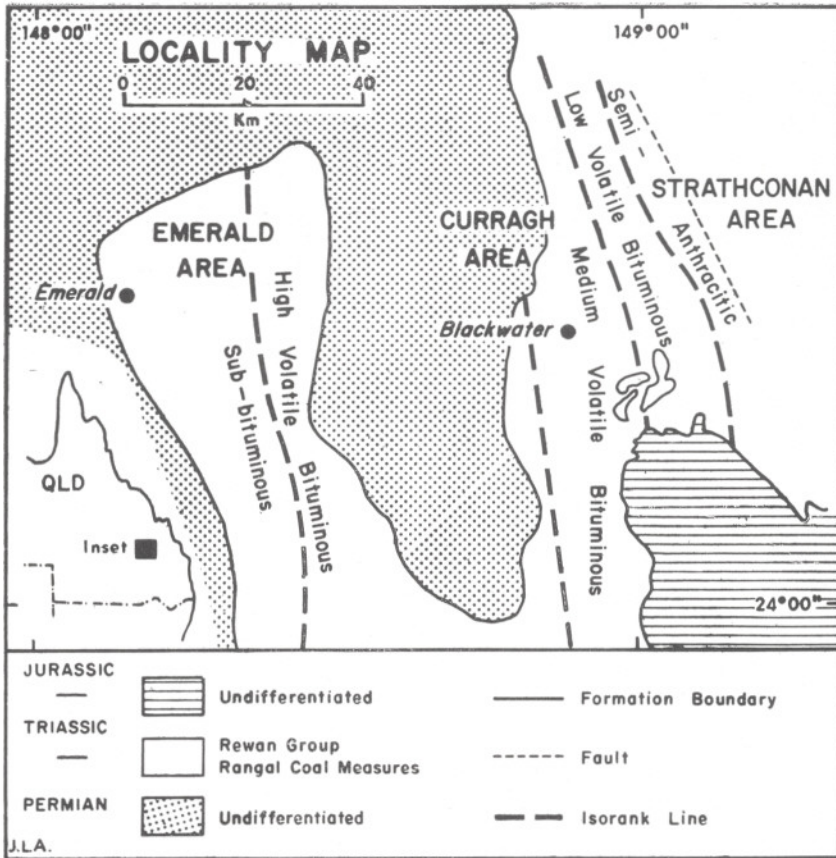 148°00"
149°00"
LOCALITY MAP
0 20 40
Km
EMERALD
AREA
CURRAGH
AREA
STRATHCONAN
AREA
Emerald
Blackwater
Sub-bituminous
High Volatile Bituminous
Medium Volatile Bituminous
Low Volatile Bituminous
Semi-Anthracitic
QLD
Inset
24°00"
JURASSIC
—
TRIASSIC
—
PERMIAN
Undifferentiated
Rewan Group
Rangal Coal Measures
Undifferentiated
Formation Boundary
Fault
Isorank Line
J.L.A.